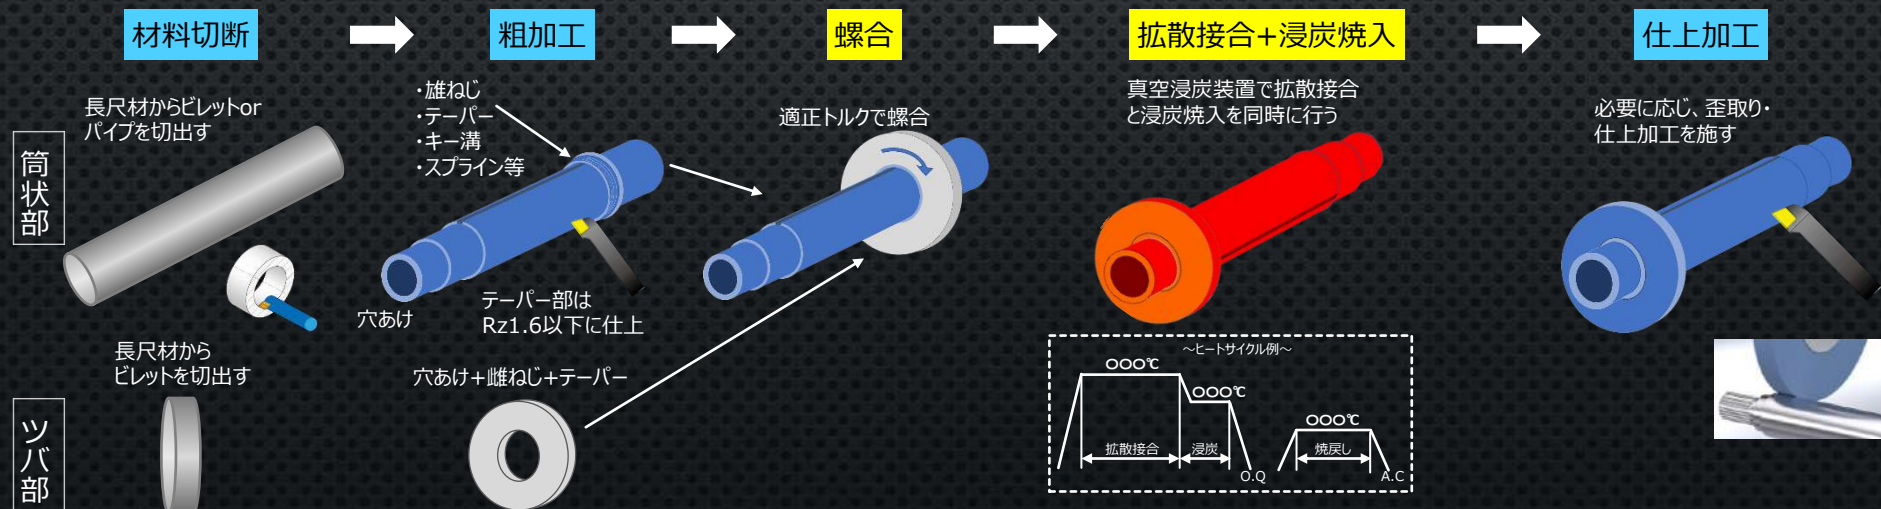 材料切断
粗加工
螺合
拡散接合+浸炭焼入
仕上加工
筒状部
長尺材からビレットor
パイプを切出す
・雄ねじ
・テーパー
・キー溝
・スプライン等
適正トルクで螺合
真空浸炭装置で拡散接合
と浸炭焼入を同時に行う
必要に応じ、歪取り・
仕上加工を施す
穴あけ
テーパー部は
Rz1.6以下に仕上
ツバ部
長尺材から
ビレットを切出す
穴あけ+雌ねじ+テーパー
～ヒートサイクル例～
○○○℃
○○○℃
○○○℃
拡散接合
浸炭
焼戻し
O.Q
A.C